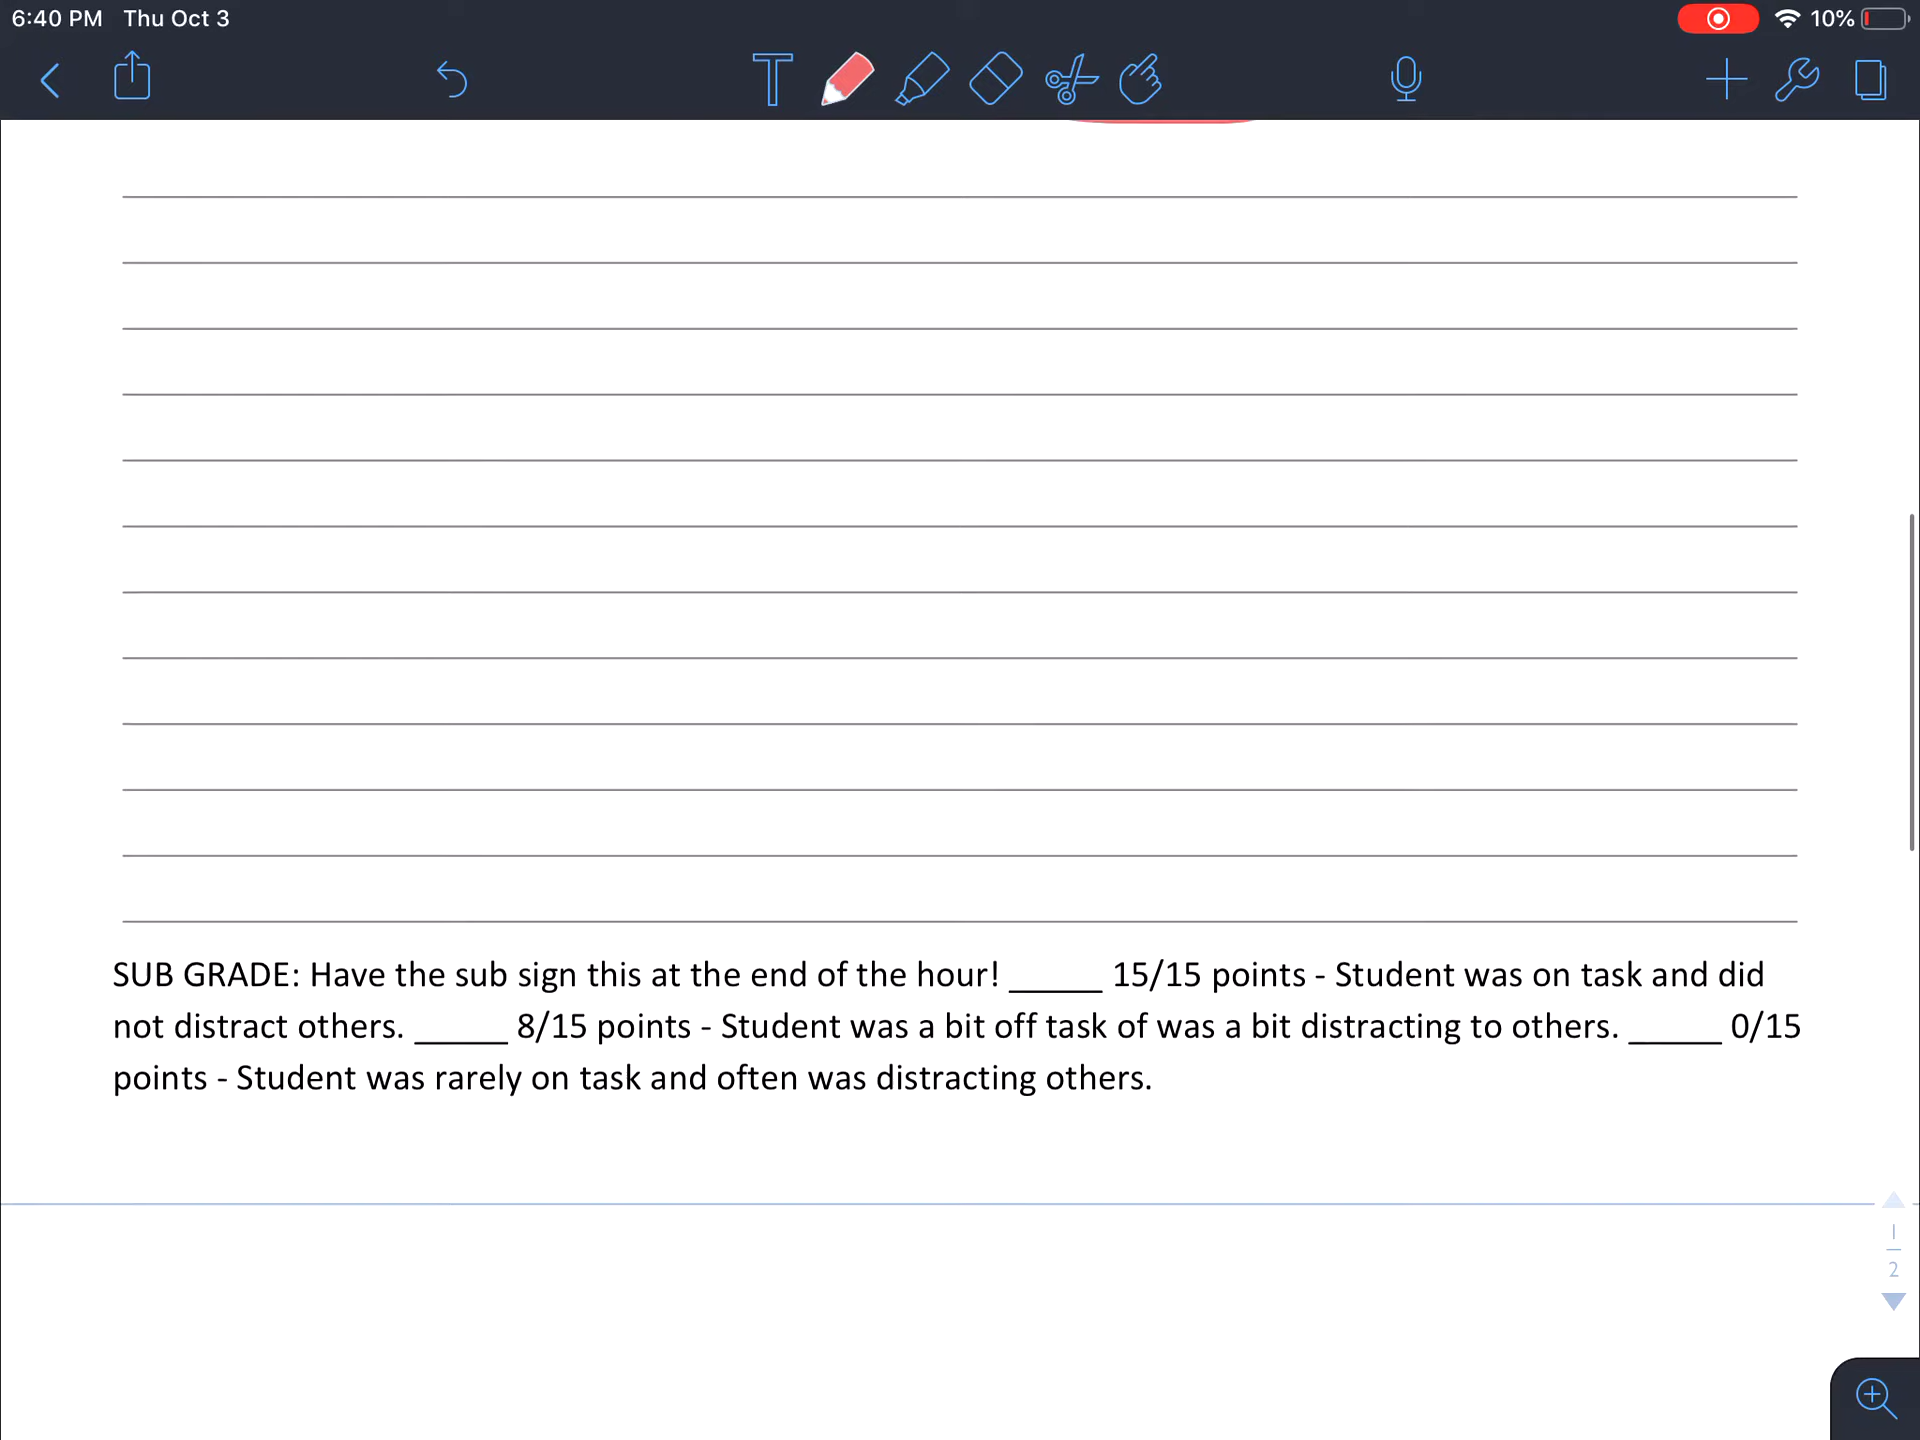 6:40 PM Thu Oct 3
10%
T
SUB GRADE: Have the sub sign this at the end of the hour! _____ 15/15 points - Student was on task and did
not distract others. _____ 8/15 points - Student was a bit off task of was a bit distracting to others. _____ 0/15
points - Student was rarely on task and often was distracting others.
1
2